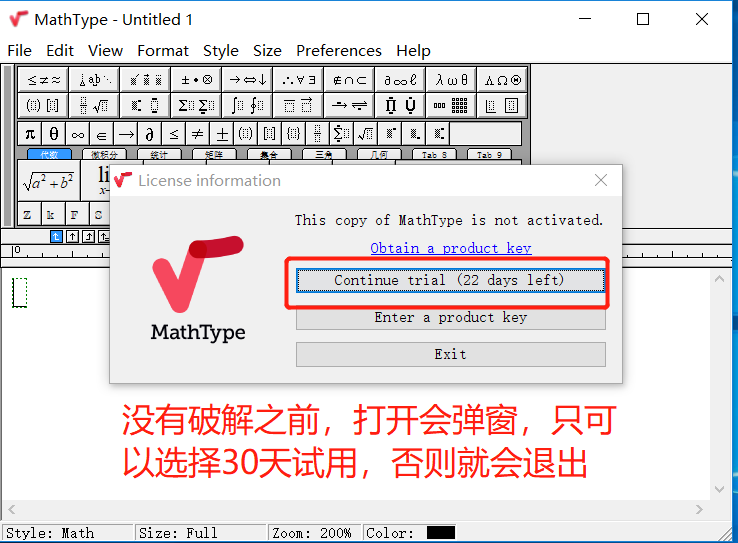 MathType - Untitled 1
File Edit View Format Style Size Preferences Help
代数 微积分 统计 矩阵 集合 三角 几何 Tab 8 Tab 9
License information
This copy of MathType is not activated.
Obtain a product key
Continue trial (22 days left)
Enter a product key
Exit
MathType
没有破解之前，打开会弹窗，只可
以选择30天试用，否则就会退出
Style: Math Size: Full Zoom: 200% Color: